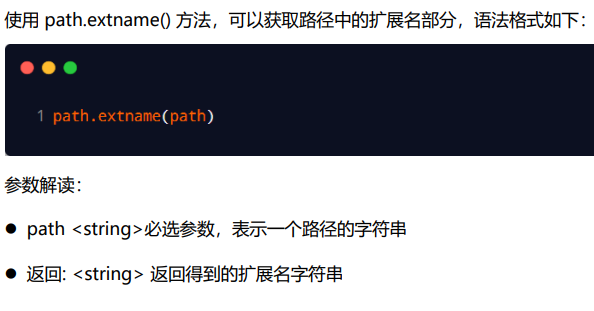 使用 path.extname() 方法，可以获取路径中的扩展名部分，语法格式如下：
1 path.extname(path)
参数解读：
● path <string>必选参数，表示一个路径的字符串
● 返回: <string> 返回得到的扩展名字符串